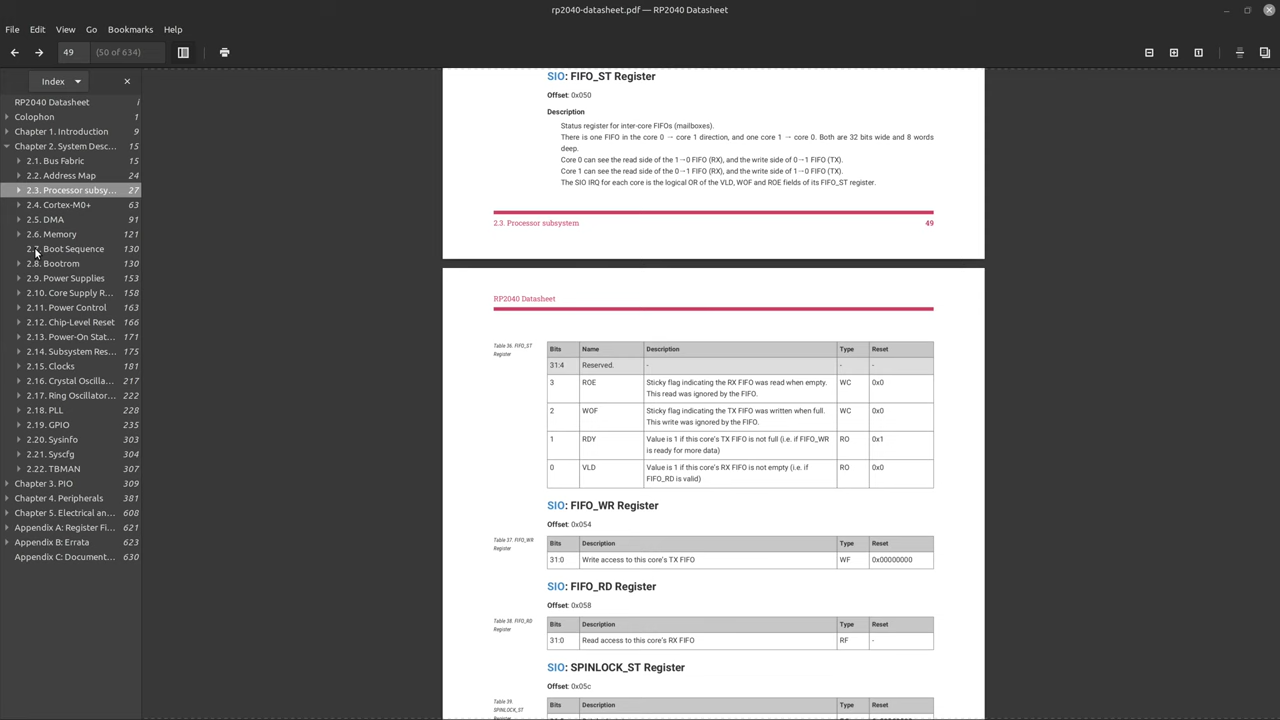 rp2040-datasheet.pdf — RP2040 Datasheet
File Edit View Go Bookmarks Help
49 (50 of 634)
Index
RP2040 Datasheet i
Colophon 1
Chapter 1. Introduction 9
Chapter 2. System Desc... 12
2.1. Bus Fabric 15
2.2. Address Map 24
2.3. Processor subsy... 27
2.4. Cortex-M0+ 63
2.5. DMA 91
2.6. Memory 121
2.7. Boot Sequence 130
2.8. Bootrom 130
2.9. Power Supplies 153
2.10. Core Supply R... 158
2.11. Power Control 163
2.12. Chip-Level Reset 166
2.13. Power-On Stat... 171
2.14. Subsystem Res... 175
2.15. Clocks 181
2.16. Crystal Oscilla... 217
2.17. Ring Oscillator... 222
2.18. PLL 228
2.19. GPIO 235
2.20. Sysinfo 303
2.21. Syscfg 304
2.22. TBMAN 307
Chapter 3. PIO 309
Chapter 4. Peripherals 381
Chapter 5. Electrical an... 608
Appendix A: Register Fi... 621
Appendix B: Errata 623
Appendix C: Document... 630
SIO: FIFO_ST Register
Offset: 0x050
Description
Status register for inter-core FIFOs (mailboxes).
There is one FIFO in the core 0 → core 1 direction, and one core 1 → core 0. Both are 32 bits wide and 8 words
deep.
Core 0 can see the read side of the 1→0 FIFO (RX), and the write side of 0→1 FIFO (TX).
Core 1 can see the read side of the 0→1 FIFO (RX), and the write side of 1→0 FIFO (TX).
The SIO IRQ for each core is the logical OR of the VLD, WOF and ROE fields of its FIFO_ST register.
2.3. Processor subsystem 49
RP2040 Datasheet
Table 36. FIFO_ST
Register
Bits Name Description Type Reset
31:4 Reserved. - - -
3 ROE Sticky flag indicating the RX FIFO was read when empty. WC 0x0
This read was ignored by the FIFO.
2 WOF Sticky flag indicating the TX FIFO was written when full. WC 0x0
This write was ignored by the FIFO.
1 RDY Value is 1 if this core's TX FIFO is not full (i.e. if FIFO_WR RO 0x1
is ready for more data)
0 VLD Value is 1 if this core's RX FIFO is not empty (i.e. if RO 0x0
FIFO_RD is valid)
SIO: FIFO_WR Register
Offset: 0x054
Table 37. FIFO_WR
Register
Bits Description Type Reset
31:0 Write access to this core's TX FIFO WF 0x00000000
SIO: FIFO_RD Register
Offset: 0x058
Table 38. FIFO_RD
Register
Bits Description Type Reset
31:0 Read access to this core's RX FIFO RF -
SIO: SPINLOCK_ST Register
Offset: 0x05c
Table 39.
SPINLOCK_ST
Bits Description Type Reset